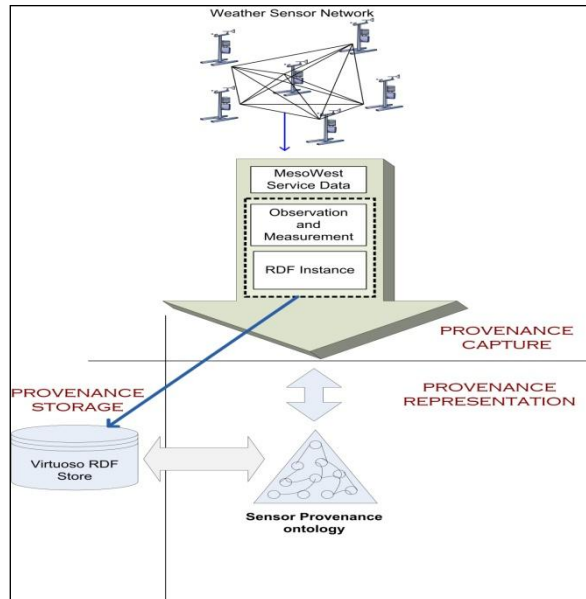 Weather Sensor Network
MesoWest
Service Data
Observation
and
Measurement
RDF Instance
PROVENANCE
CAPTURE
PROVENANCE
STORAGE
PROVENANCE
REPRESENTATION
Virtuoso RDF
Store
Sensor Provenance
ontology